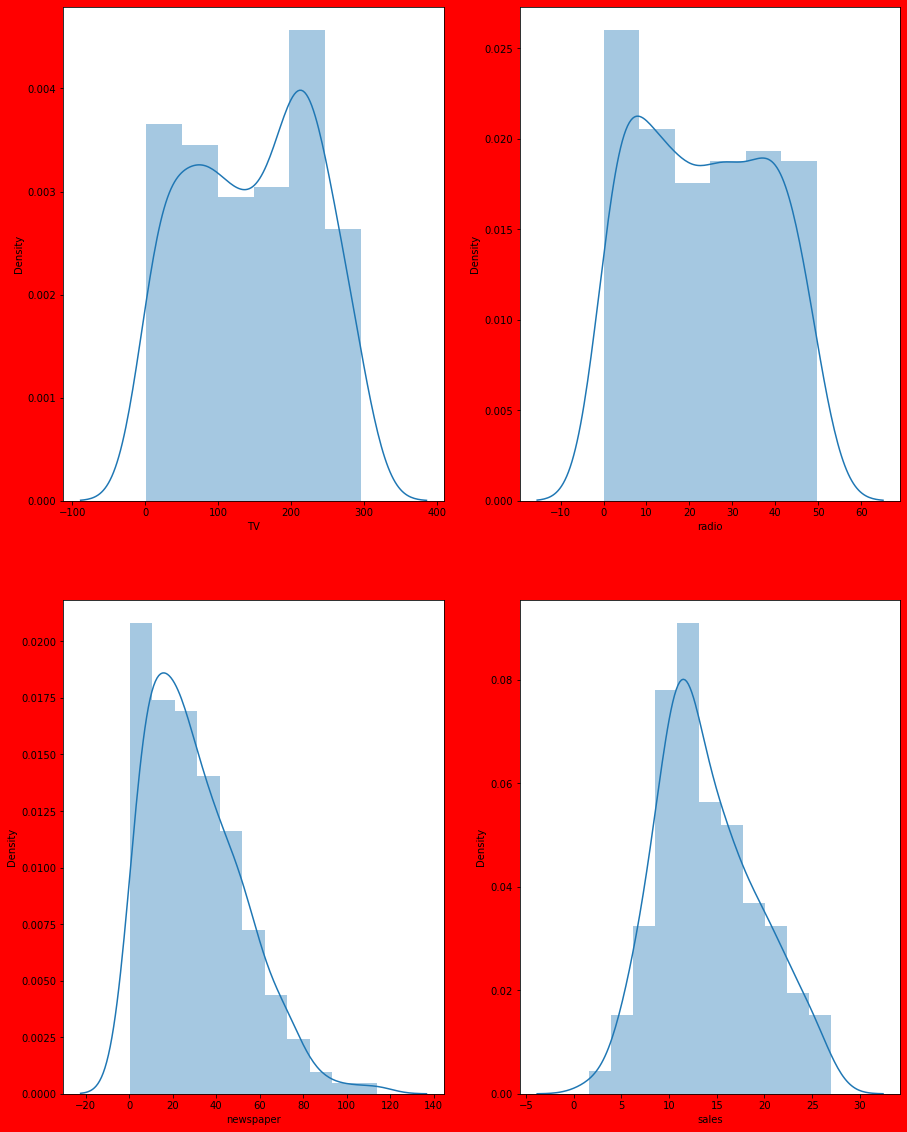 0.004
0.003
0.002
0.001
0.000
Density
−100 0 100 200 300 400
TV
0.025
0.020
0.015
0.010
0.005
0.000
Density
−10 0 10 20 30 40 50 60
radio
0.0200
0.0175
0.0150
0.0125
0.0100
0.0075
0.0050
0.0025
0.0000
Density
−20 0 20 40 60 80 100 120 140
newspaper
0.08
0.06
0.04
0.02
0.00
Density
−5 0 5 10 15 20 25 30
sales